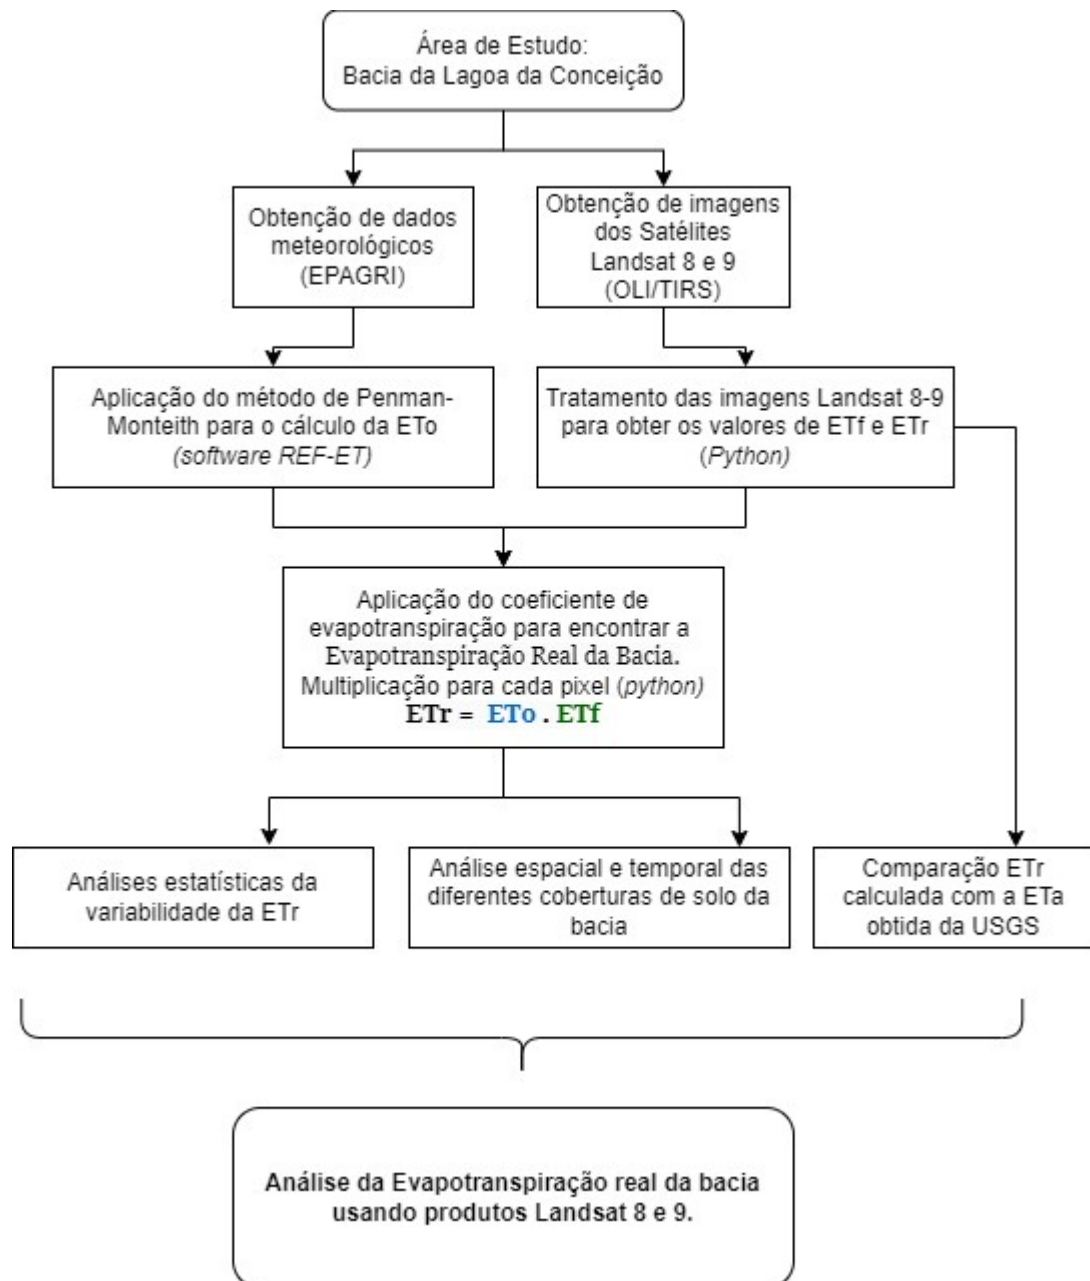 Área de Estudo:
Bacia da Lagoa da Conceição
Obtenção de dados
meteorológicos
(EPAGRI)
Obtenção de imagens
dos Satélites
Landsat 8 e 9
(OLI/TIRS)
Aplicação do método de Penman-
Monteith para o cálculo da ETo
(software REF-ET)
Tratamento das imagens Landsat 8-9
para obter os valores de ETf e ETr
(Python)
Aplicação do coeficiente de
evapotranspiração para encontrar a
Evapotranspiração Real da Bacia.
Multiplicação para cada pixel (python)
ETr = ETo . ETf
Análises estatísticas da
variabilidade da ETr
Análise espacial e temporal das
diferentes coberturas de solo da
bacia
Comparação ETr
calculada com a ETa
obtida da USGS
Análise da Evapotranspiração real da bacia
usando produtos Landsat 8 e 9.